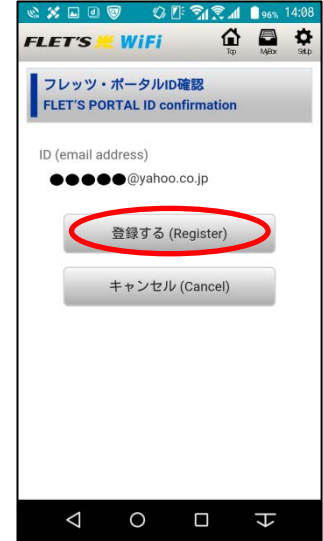 96% 14:08
FLET'S 光 WiFi
Top MyBox SetUp
フレッツ・ポータルID確認
FLET'S PORTAL ID confirmation
ID (email address)
●●●●●@yahoo.co.jp
登録する (Register)
キャンセル (Cancel)